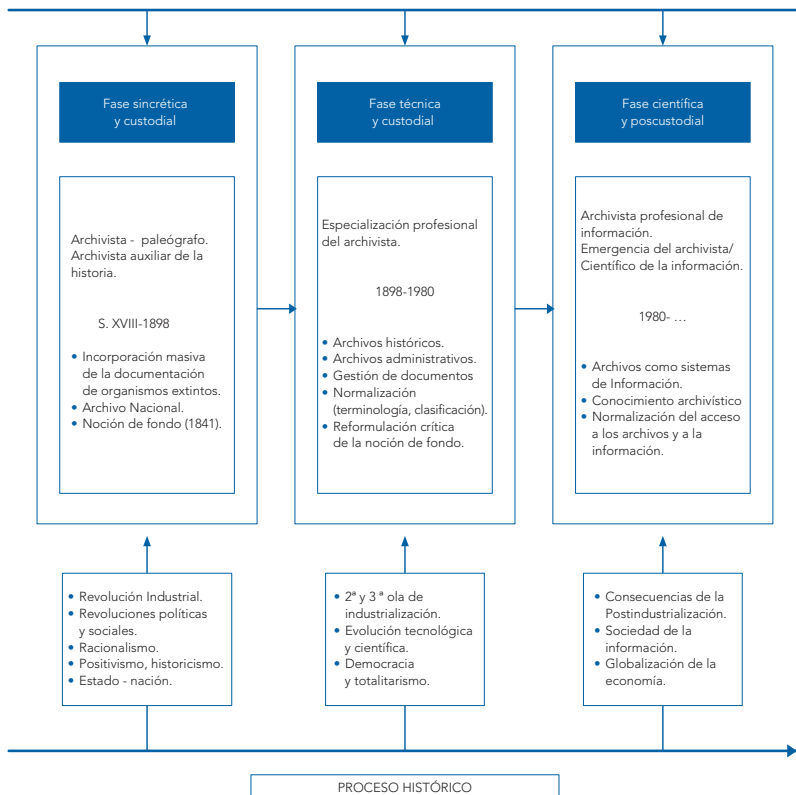 Fase sincrética
y custodial
Archivista - paleógrafo.
Archivista auxiliar de la
historia.
S. XVIII-1898
• Incorporación masiva
de la documentación
de organismos extintos.
• Archivo Nacional.
• Noción de fondo (1841).
• Revolución Industrial.
• Revoluciones políticas
y sociales.
• Racionalismo.
• Positivismo, historicismo.
• Estado - nación.
Fase técnica
y custodial
Especialización profesional
del archivista.
1898-1980
• Archivos históricos.
• Archivos administrativos.
• Gestión de documentos
• Normalización
(terminología, clasificación).
• Reformulación crítica
de la noción de fondo.
• 2ª y 3 ª ola de
industrialización.
• Evolución tecnológica
y científica.
• Democracia
y totalitarismo.
Fase científica
y poscustodial
Archivista profesional de
información.
Emergencia del archivista/
Científico de la información.
1980- …
• Archivos como sistemas
de Información.
• Conocimiento archivístico
• Normalización del acceso
a los archivos y a la
información.
• Consecuencias de la
Postindustrialización.
• Sociedad de la
información.
• Globalización de la
economía.
PROCESO HISTÓRICO